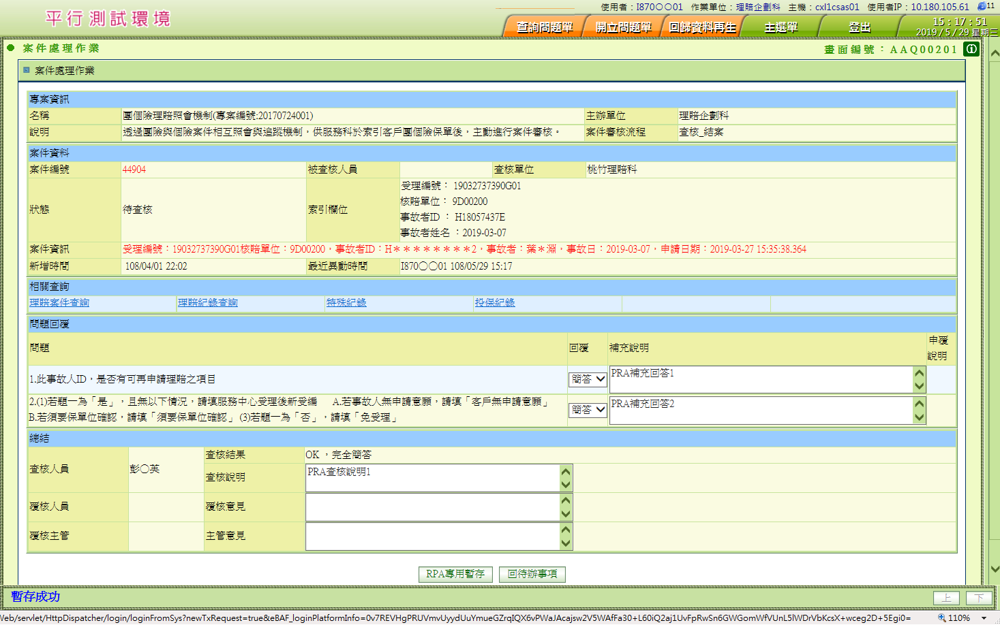 使用者：I870〇〇01 作業單位：理賠企劃科 主機：cxl1csas01 使用者IP：10.180.105.61 11
平行測試環境
查詢問題單 開立問題單 回歸資料再生 主選單 登出 15：17：51
2019 / 5 / 29 星期三
案件處理作業 畫面編號：AAQ00201
案件處理作業
專案資訊
名稱 團個險理賠照會機制(專案編號:20170724001) 主辦單位 理賠企劃科
說明 透過團險與個險案件相互照會與追蹤機制，供服務科於索引客戶團個險保單後，主動進行案件審核。 案件審核流程 查核_結案
案件資料
案件編號 44904 被查核人員 查核單位 桃竹理賠科
狀態 待查核 索引欄位
受理編號： 19032737390G01
核賠單位： 9D00200
事故者ID ： H18057437E
事故者姓名 ：2019-03-07
案件資訊 受理編號：19032737390G01核賠單位：9D00200，事故者ID：H＊＊＊＊＊＊＊＊2，事故者：葉＊淵，事故日：2019-03-07，申請日期：2019-03-27 15:35:38.364
新增時間 108/04/01 22:02 最近異動時間 I870〇〇01 108/05/29 15:17
相關查詢
理賠案件查詢 理賠紀錄查詢 特殊紀錄 投保紀錄
問題回覆
問題 回覆 補充說明 申覆
說明
1.此事故人ID，是否有可再申請理賠之項目 簡答 PRA補充回答1
2.(1)若題一為「是」，且無以下情況，請填服務中心受理後新受編 A.若事故人無申請意願，請填「客戶無申請意願」
B.若須要保單位確認，請填「須要保單位確認」 (3)若題一為「否」，請填「免受理」 簡答 PRA補充回答2
總結
查核人員 彭〇英 查核結果 OK ，完全簡答
查核說明 PRA查核說明1
覆核人員 覆核意見
覆核主管 主管意見
RPA專用暫存 回待辦事項
暫存成功 上 下
Web/servlet/HttpDispatcher/login/loginFromSys?newTxRequest=true&eBAF_loginPlatformInfo=0v7REVHgPRUVmvUyydUuYmueGZrqIQX6vPWaJAcajsw2V5WAfFa30+L60iQ2aj1UvFpRwSn6GWGomWfVUnL5lWDrVbKcsX+wceg2D+5Egi0= 110%